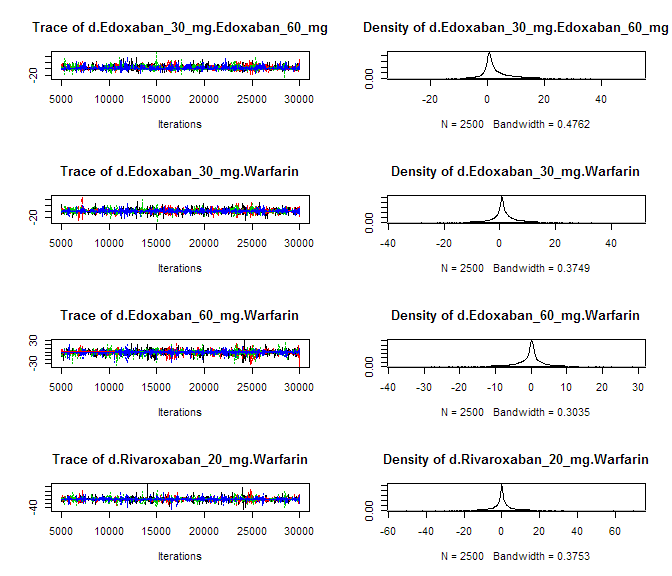 Trace of d.Edoxaban_30_mg.Edoxaban_60_mg
-20
5000 10000 15000 20000 25000 30000
Iterations
Density of d.Edoxaban_30_mg.Edoxaban_60_mg
0.00
-20 0 20 40
N = 2500 Bandwidth = 0.4762
Trace of d.Edoxaban_30_mg.Warfarin
-20
5000 10000 15000 20000 25000 30000
Iterations
Density of d.Edoxaban_30_mg.Warfarin
0.00
-40 -20 0 20 40
N = 2500 Bandwidth = 0.3749
Trace of d.Edoxaban_60_mg.Warfarin
30
-30
5000 10000 15000 20000 25000 30000
Iterations
Density of d.Edoxaban_60_mg.Warfarin
0.00
-40 -30 -20 -10 0 10 20 30
N = 2500 Bandwidth = 0.3035
Trace of d.Rivaroxaban_20_mg.Warfarin
-40
5000 10000 15000 20000 25000 30000
Iterations
Density of d.Rivaroxaban_20_mg.Warfarin
0.00
-60 -40 -20 0 20 40 60
N = 2500 Bandwidth = 0.3753